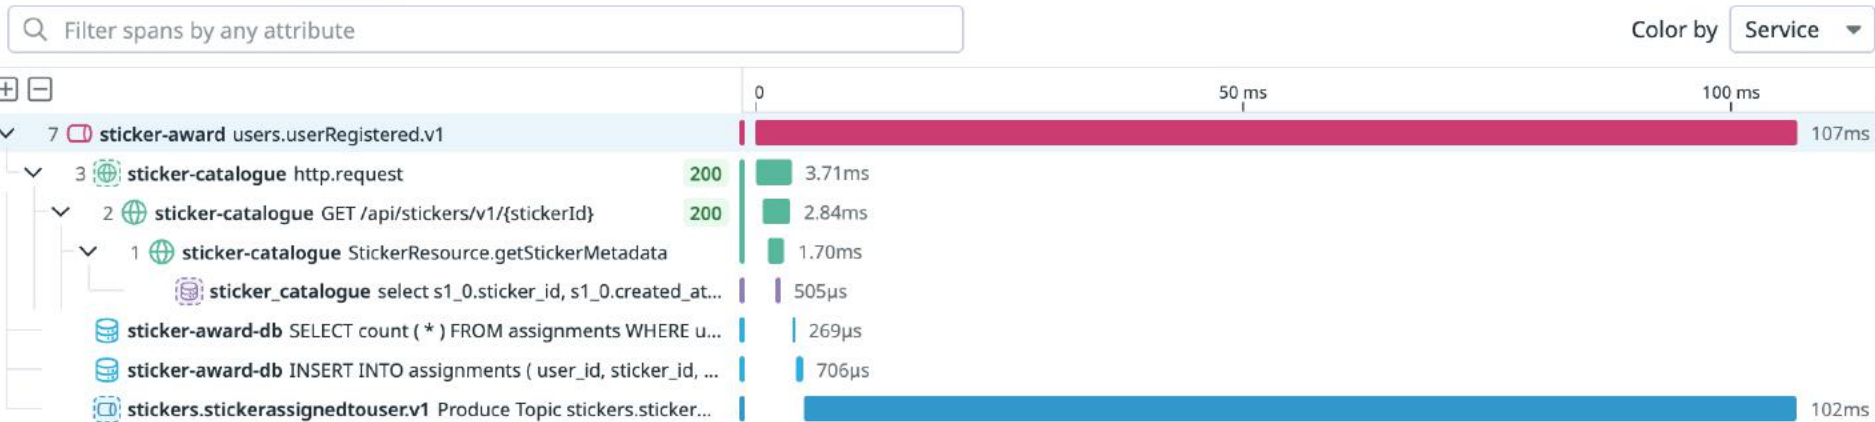 Filter spans by any attribute
Color by Service
0 50 ms 100 ms
7 sticker-award users.userRegistered.v1 107ms
3 sticker-catalogue http.request 200 3.71ms
2 sticker-catalogue GET /api/stickers/v1/{stickerId} 200 2.84ms
1 sticker-catalogue StickerResource.getStickerMetadata 1.70ms
sticker_catalogue select s1_0.sticker_id, s1_0.created_at... 505µs
sticker-award-db SELECT count ( * ) FROM assignments WHERE u... 269µs
sticker-award-db INSERT INTO assignments ( user_id, sticker_id, ... 706µs
stickers.stickerassignedtouser.v1 Produce Topic stickers.sticker... 102ms